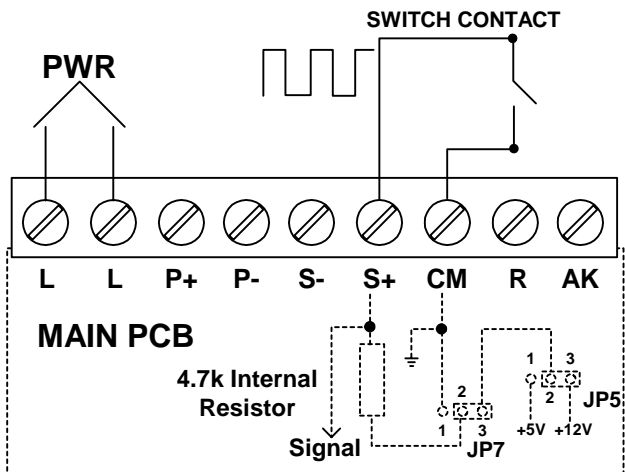 SWITCH CONTACT
PWR
L L P+ P- S- S+ CM R AK
MAIN PCB
4.7k Internal
Resistor
Signal
1 2 3
JP7
1 2 3
JP5
+5V +12V